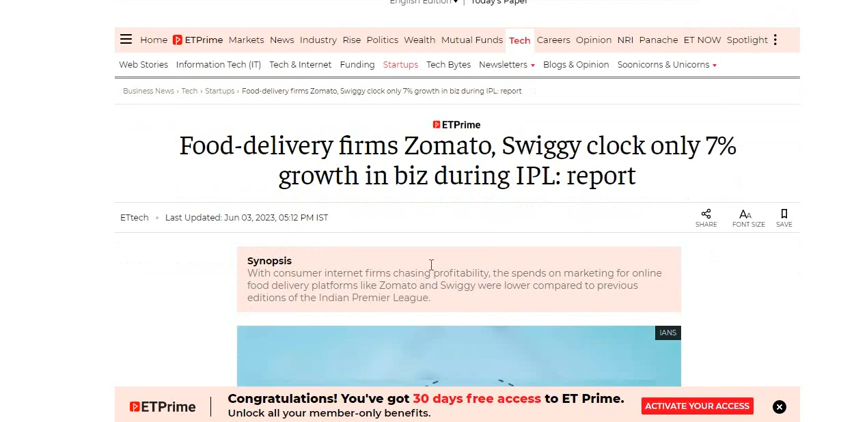 English Edition | Today's Paper
Home ETPrime Markets News Industry Rise Politics Wealth Mutual Funds Tech Careers Opinion NRI Panache ET NOW Spotlight
Web Stories Information Tech (IT) Tech & Internet Funding Startups Tech Bytes Newsletters Blogs & Opinion Soonicorns & Unicorns
Business News › Tech › Startups › Food-delivery firms Zomato, Swiggy clock only 7% growth in biz during IPL: report
ETPrime
Food-delivery firms Zomato, Swiggy clock only 7%
growth in biz during IPL: report
ETtech • Last Updated: Jun 03, 2023, 05:12 PM IST
SHARE
AA
FONT SIZE
SAVE
Synopsis
With consumer internet firms chasing profitability, the spends on marketing for online
food delivery platforms like Zomato and Swiggy were lower compared to previous
editions of the Indian Premier League.
IANS
ETPrime
Congratulations! You've got 30 days free access to ET Prime.
Unlock all your member-only benefits.
ACTIVATE YOUR ACCESS